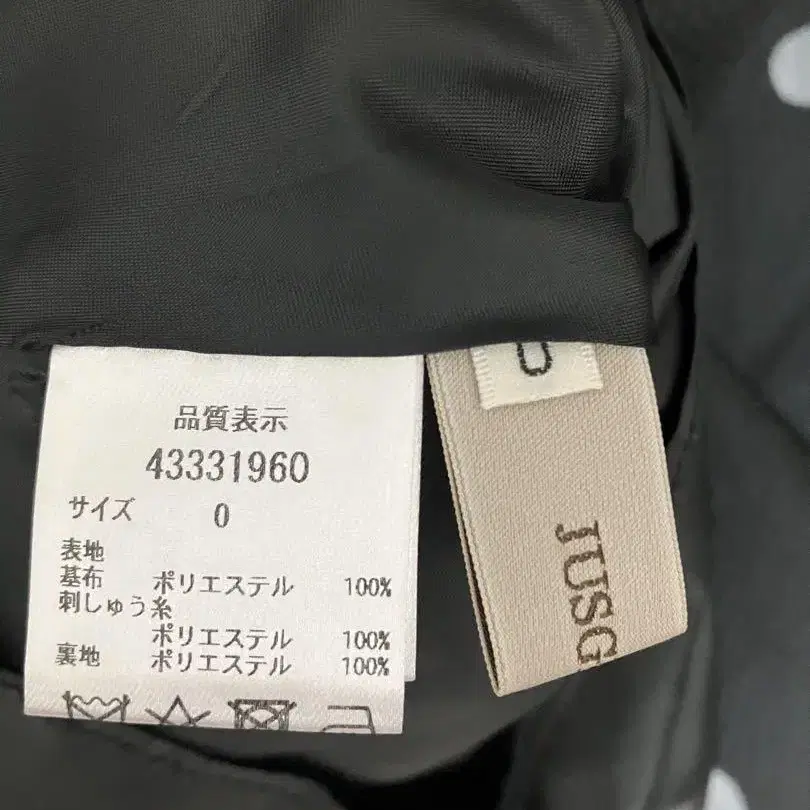 品質表示
43331960
サイズ 0
表地
基布 ポリエステル 100%
刺しゅう糸
ポリエステル 100%
裏地 ポリエステル 100%
0
JUSG